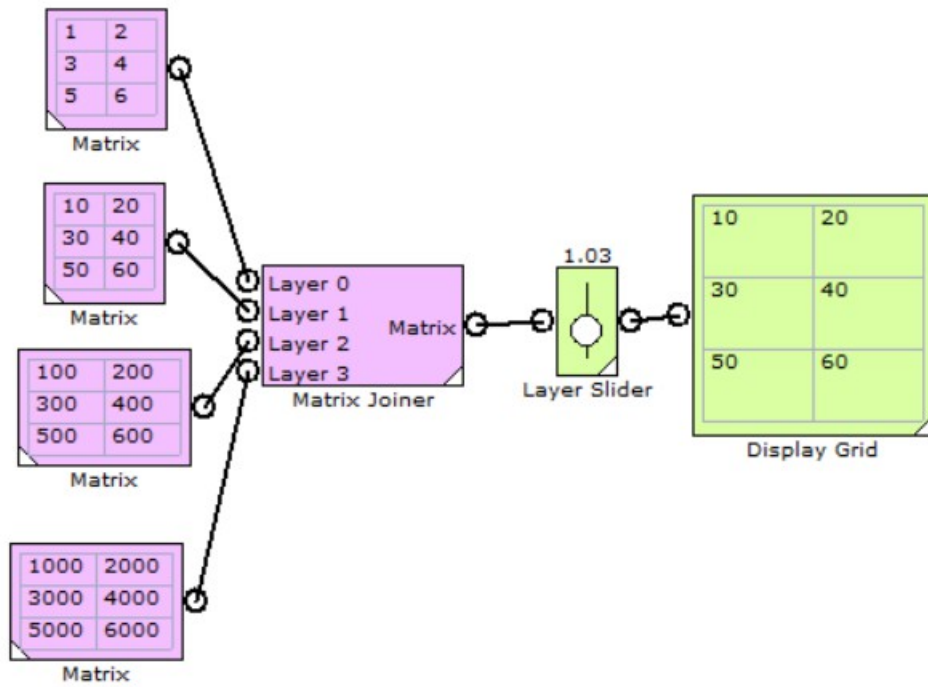 1 2
3 4
5 6
Matrix
10 20
30 40
50 60
Matrix
100 200
300 400
500 600
Matrix
1000 2000
3000 4000
5000 6000
Matrix
Layer 0
Layer 1
Layer 2
Layer 3
Matrix
Matrix Joiner
1.03
Layer Slider
10 20
30 40
50 60
Display Grid